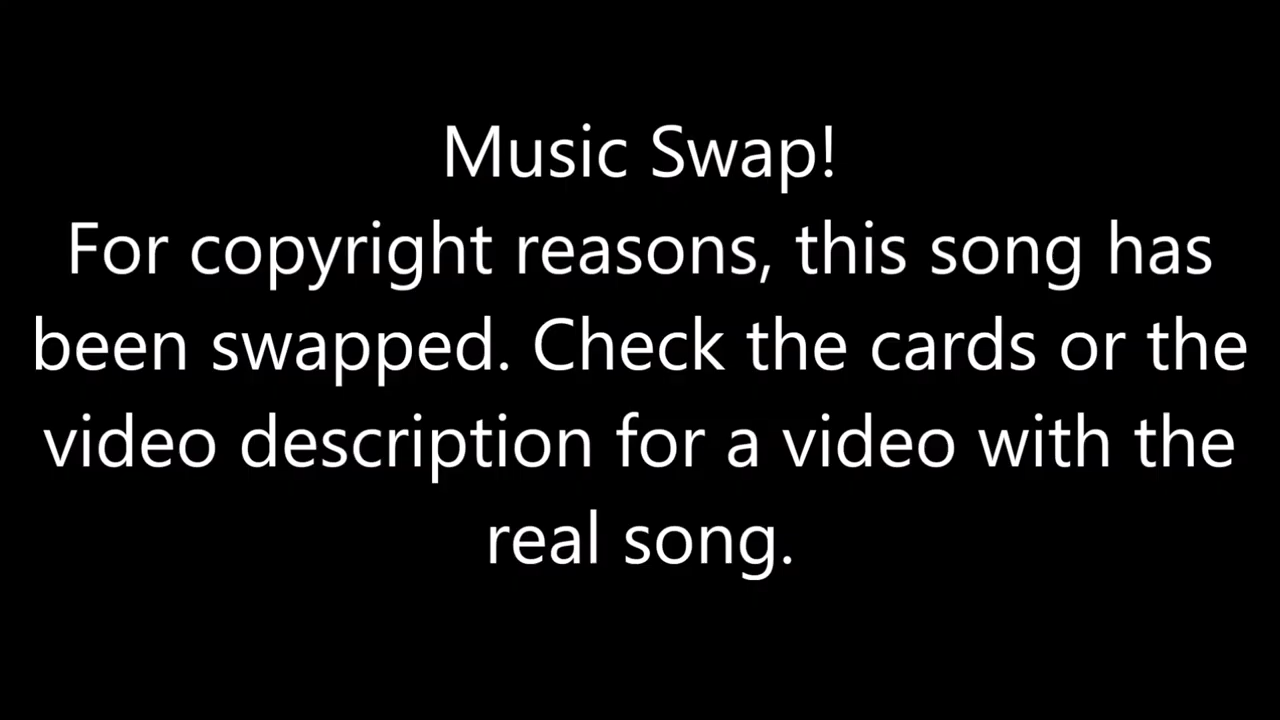 Music Swap!
For copyright reasons, this song has
been swapped. Check the cards or the
video description for a video with the
real song.